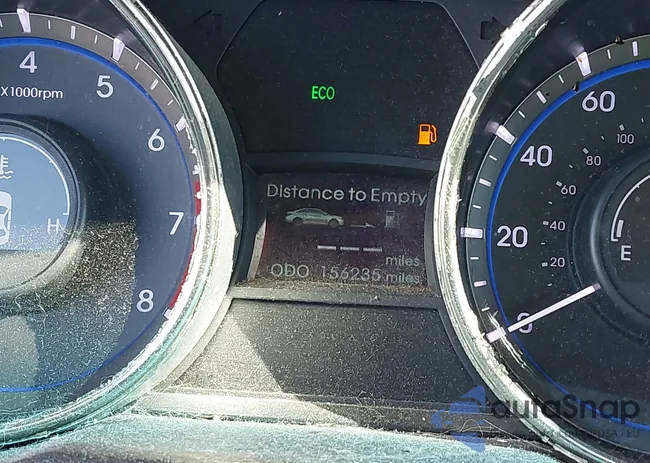 4
5
X1000rpm
6
7
8
H
ECO
Distance to Empty
--- miles
ODO 156235 miles
60
100
80
40
60
40
20
20
0
E
autoSnap